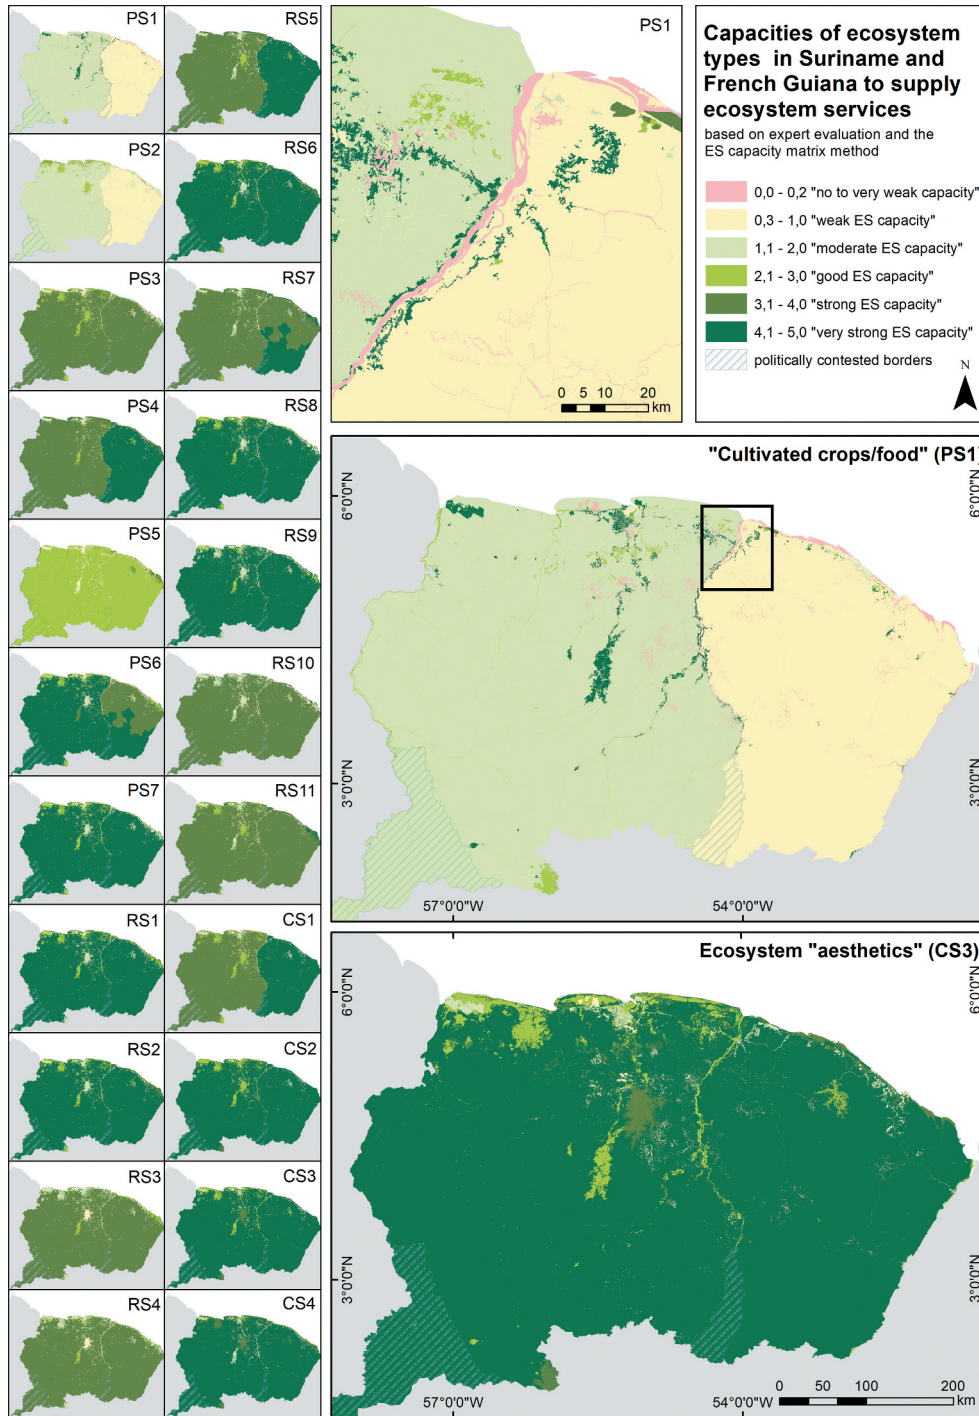 PS1
RS5
PS2
RS6
PS3
RS7
PS4
RS8
PS5
RS9
PS6
RS10
PS7
RS11
RS1
CS1
RS2
CS2
RS3
CS3
RS4
CS4
PS1
0 5 10 20
km
Capacities of ecosystem
types in Suriname and
French Guiana to supply
ecosystem services
based on expert evaluation and the
ES capacity matrix method
0,0 - 0,2 "no to very weak capacity"
0,3 - 1,0 "weak ES capacity"
1,1 - 2,0 "moderate ES capacity"
2,1 - 3,0 "good ES capacity"
3,1 - 4,0 "strong ES capacity"
4,1 - 5,0 "very strong ES capacity"
politically contested borders
N
"Cultivated crops/food" (PS1)
6°0'0"N
6°0'0"N
3°0'0"N
3°0'0"N
57°0'0"W
54°0'0"W
Ecosystem "aesthetics" (CS3)
6°0'0"N
6°0'0"N
3°0'0"N
3°0'0"N
0 50 100 200
km
57°0'0"W
54°0'0"W